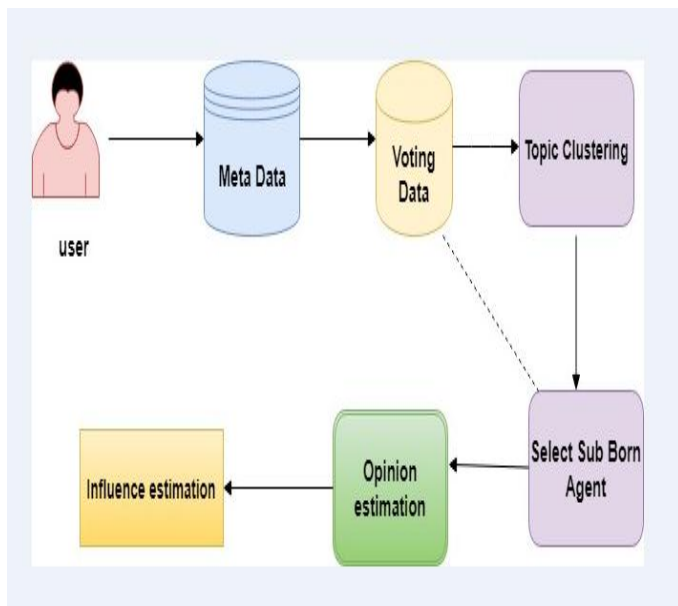 user
Meta Data
Voting
Data
Topic Clustering
Select Sub Born
Agent
Opinion
estimation
Influence estimation